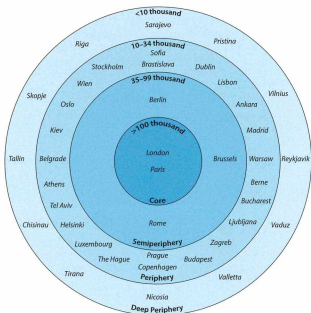 <10 thousand
Sarajevo
Riga
Pristina
10–34 thousand
Sofia
Stockholm
Brastislava
Dublin
35–99 thousand
Wien
Lisbon
Skopje
Vilnius
Oslo
Berlin
Ankara
>100 thousand
Kiev
Madrid
London
Tallin
Belgrade
Brussels
Warsaw
Reykjavik
Paris
Athens
Berne
Core
Tel Aviv
Bucharest
Chisinau
Helsinki
Rome
Ljubljana
Vaduz
Luxembourg
Semiperiphery
Zagreb
The Hague
Prague
Budapest
Copenhagen
Tirana
Periphery
Valletta
Nicosia
Deep Periphery